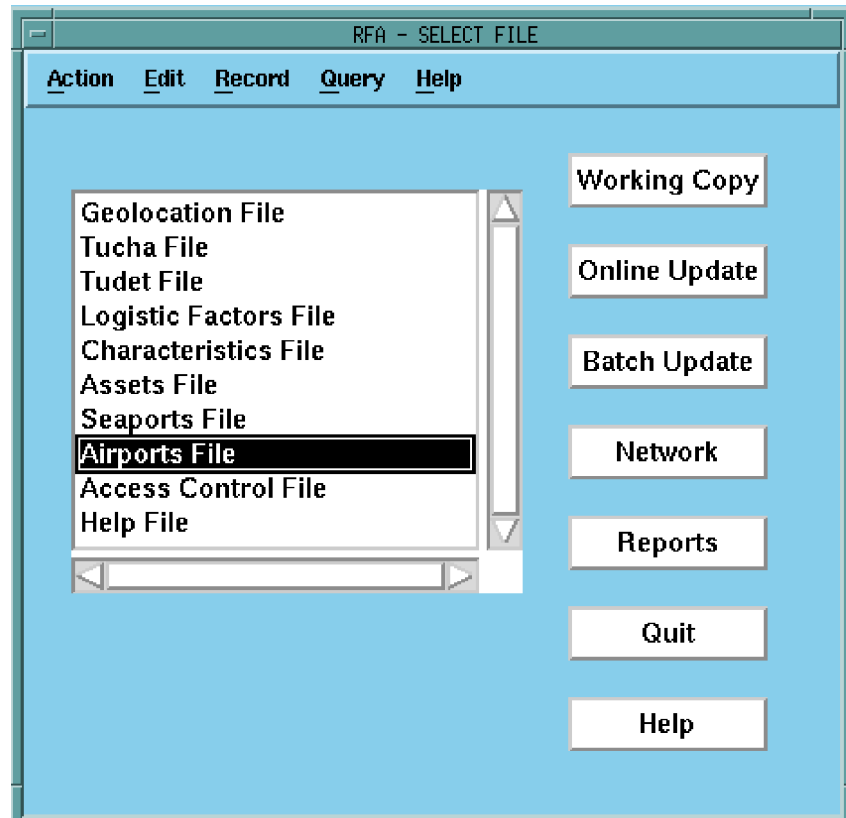 RFA - SELECT FILE
Action Edit Record Query Help
Geolocation File
Tucha File
Tudet File
Logistic Factors File
Characteristics File
Assets File
Seaports File
Airports File
Access Control File
Help File
Working Copy
Online Update
Batch Update
Network
Reports
Quit
Help